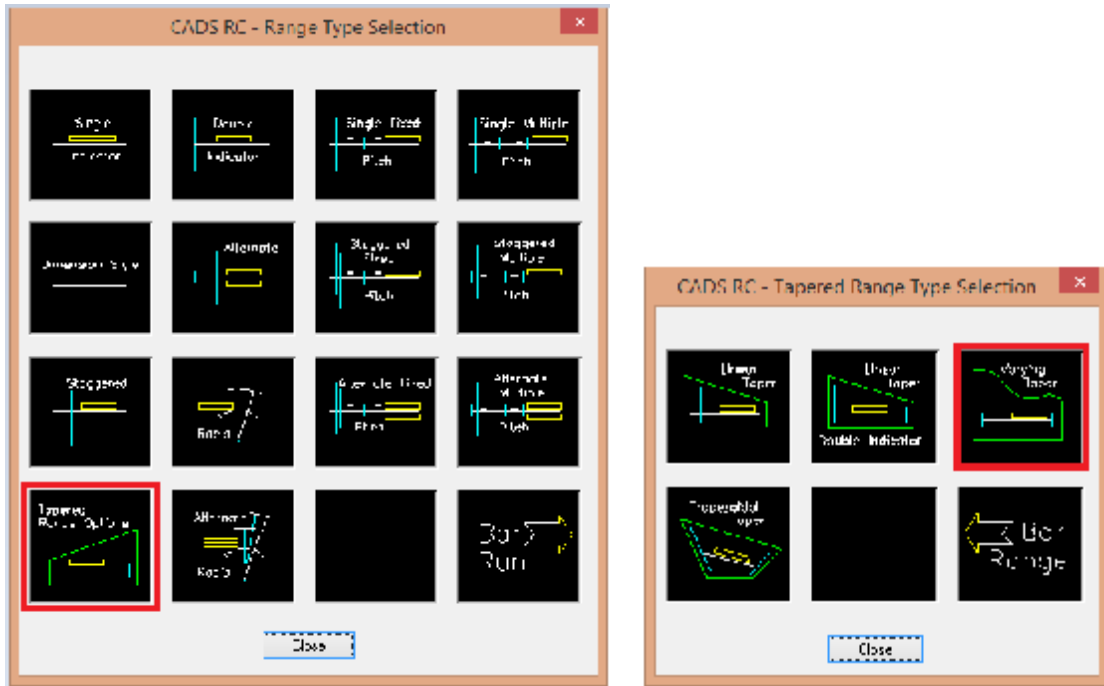 CADS RC - Range Type Selection
Single
Indicator
Double
Indicator
Single Fixed
Pitch
Single Multiple
Pitch
Dimension Style
Alternate
Staggered
Fixed
Pitch
Staggered
Multiple
Pitch
Staggered
Radial
Alternate Fixed
Pitch
Alternate
Multiple
Pitch
Tapered
Range Options
Alternate
Radial
Bar
Run
Close
CADS RC - Tapered Range Type Selection
Linear
Taper
Linear
Taper
Double Indicator
Varying
Taper
Trapezoidal
Taper
Bar
Range
Close